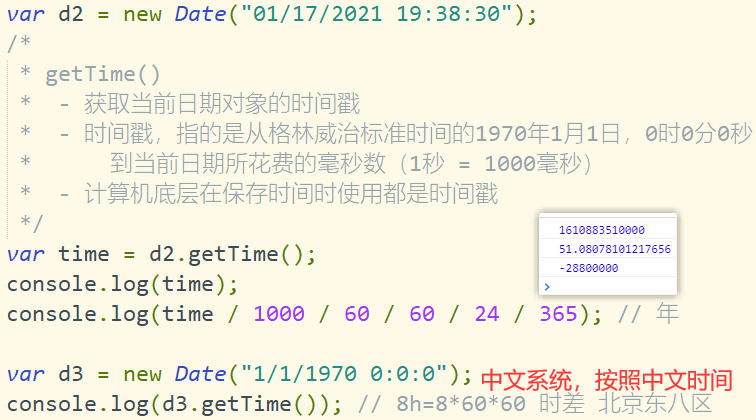 var d2 = new Date("01/17/2021 19:38:30");
/*
* getTime()
* - 获取当前日期对象的时间戳
* - 时间戳，指的是从格林威治标准时间的1970年1月1日，0时0分0秒
* 到当前日期所花费的毫秒数（1秒 = 1000毫秒）
* - 计算机底层在保存时间时使用都是时间戳
*/
var time = d2.getTime();
console.log(time);
console.log(time / 1000 / 60 / 60 / 24 / 365); // 年
1610883510000
51.08078101217656
-28800000
>
var d3 = new Date("1/1/1970 0:0:0"); 中文系统，按照中文时间
console.log(d3.getTime()); // 8h=8*60*60 时差 北京东八区